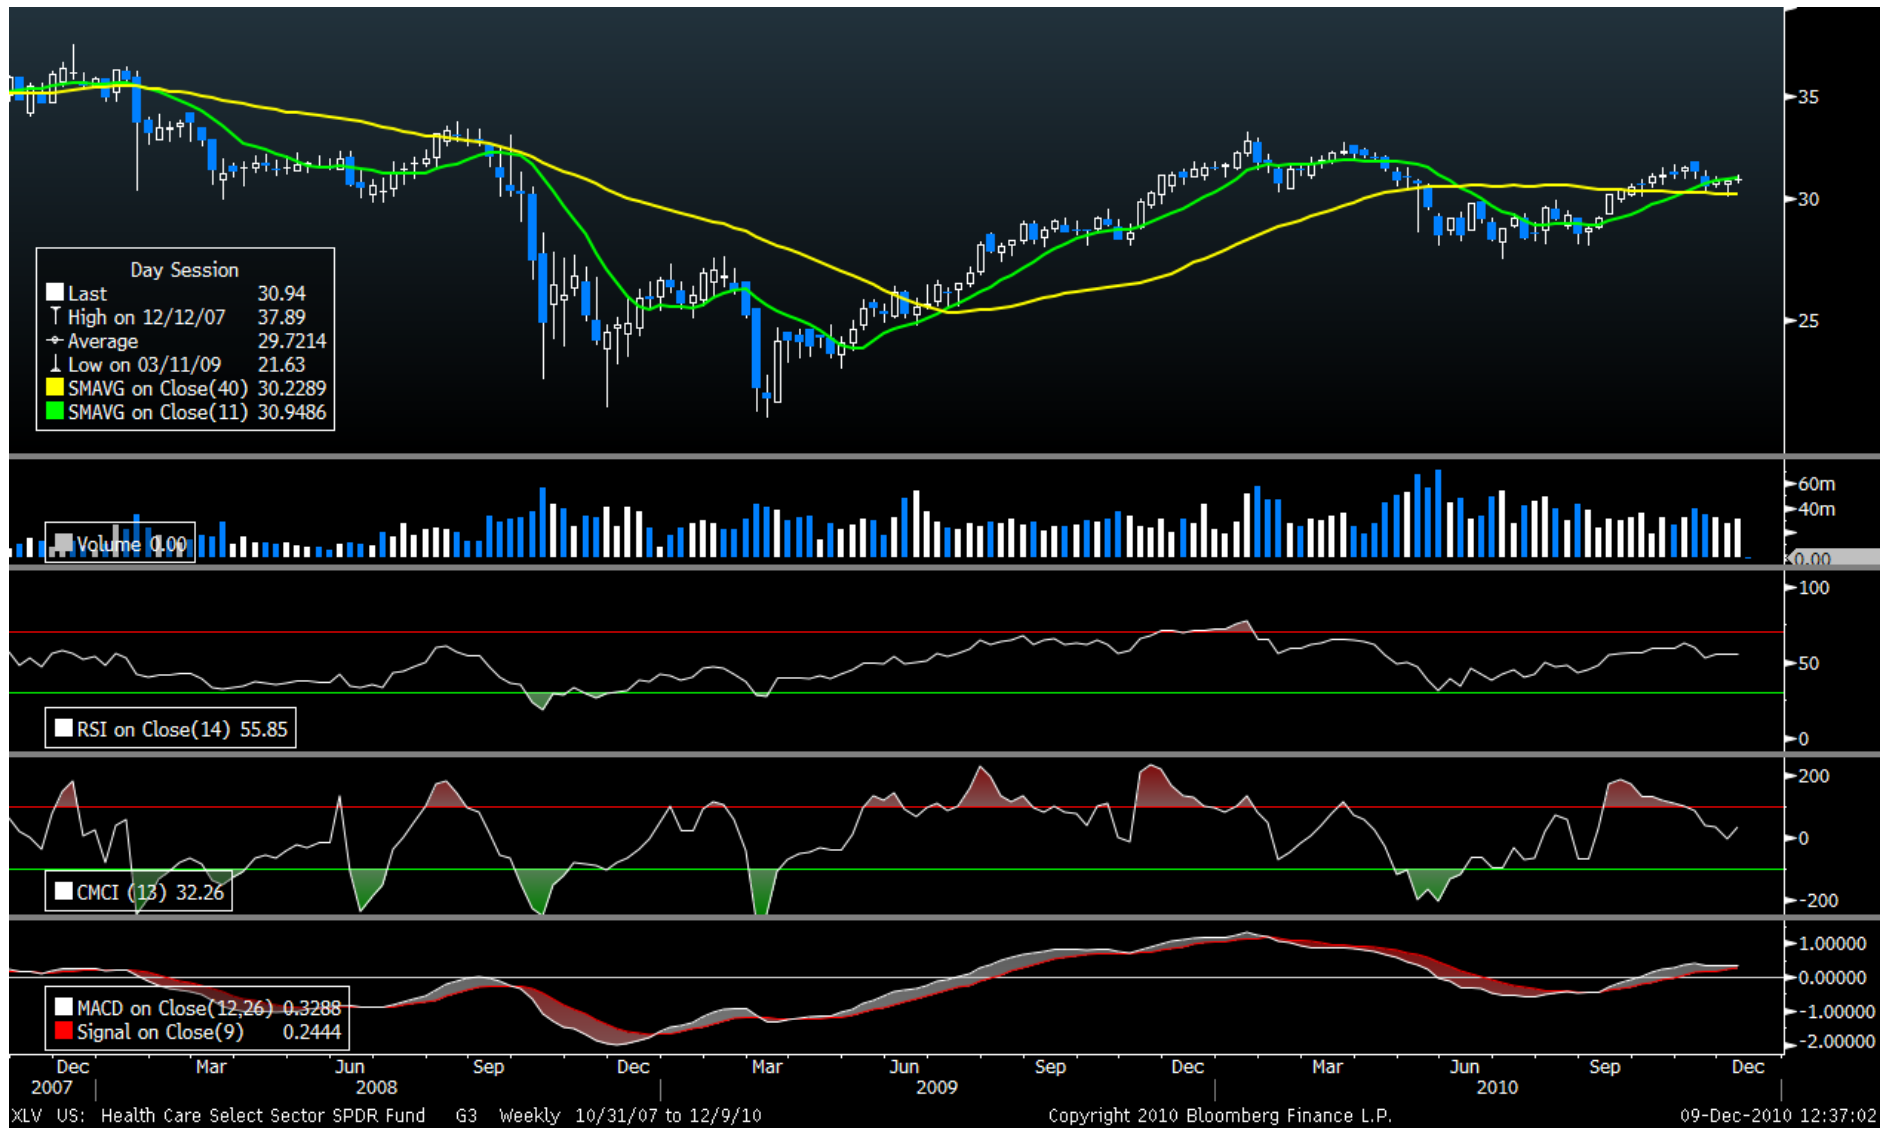 35
30
25
Day Session
Last 30.94
High on 12/12/07 37.89
Average 29.7214
Low on 03/11/09 21.63
SMAVG on Close(40) 30.2289
SMAVG on Close(11) 30.9486
60m
40m
0.00
Volume 0.00
100
50
0
RSI on Close(14) 55.85
200
0
-200
CMCI (13) 32.26
1.00000
0.00000
-1.00000
-2.00000
MACD on Close(12,26) 0.3288
Signal on Close(9) 0.2444
Dec Mar Jun Sep Dec Mar Jun Sep Dec Mar Jun Sep Dec
2007 2008 2009 2010
XLV US: Health Care Select Sector SPDR Fund G3 Weekly 10/31/07 to 12/9/10 Copyright 2010 Bloomberg Finance L.P. 09-Dec-2010 12:37:02